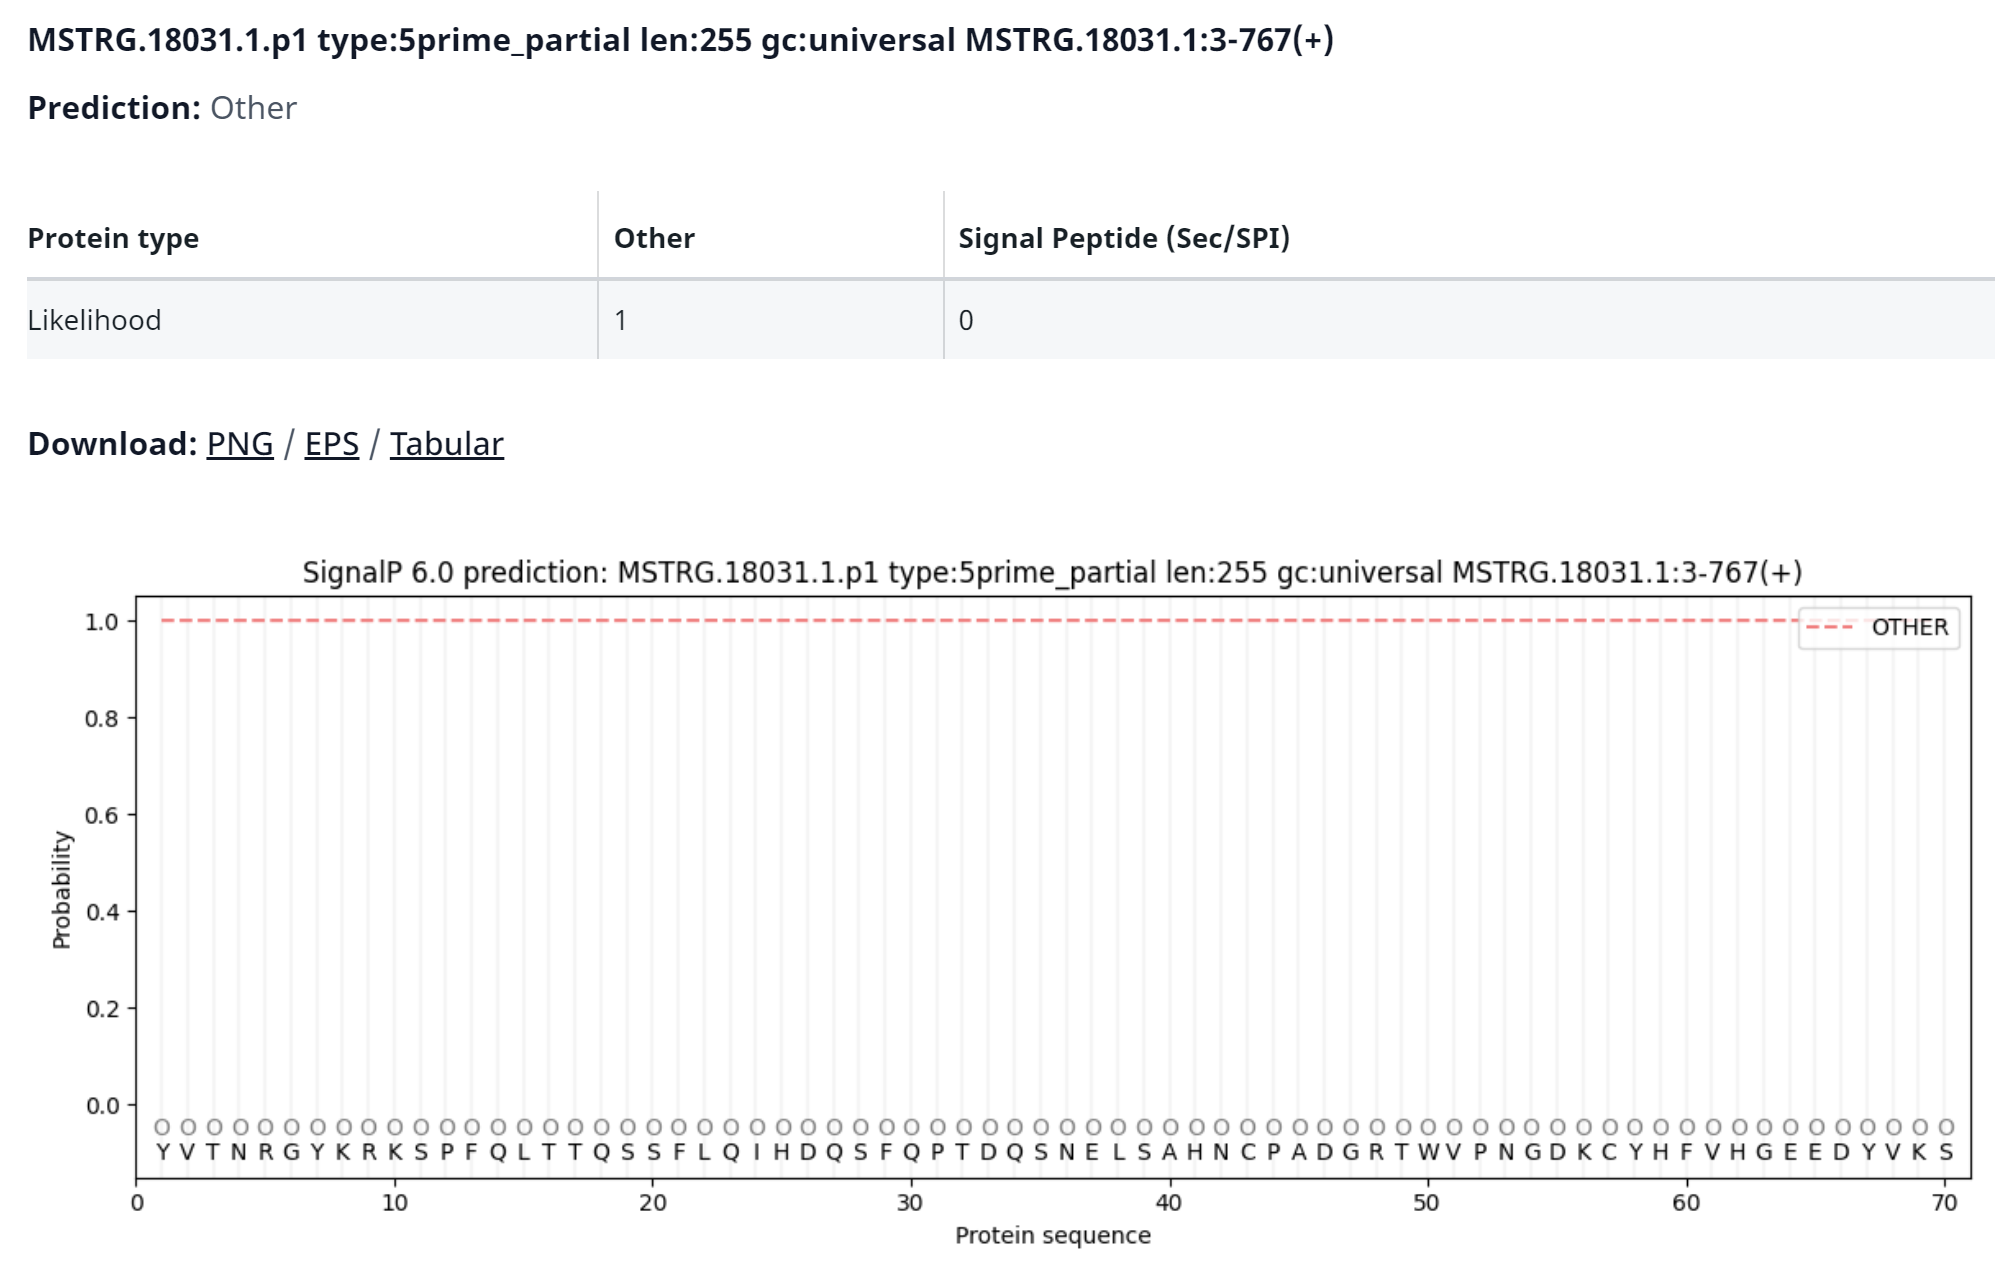 MSTRG.18031.1.p1 type:5prime_partial len:255 gc:universal MSTRG.18031.1:3-767(+)
Prediction: Other
Protein type Other Signal Peptide (Sec/SPI)
Likelihood 1 0
Download: PNG / EPS / Tabular
SignalP 6.0 prediction: MSTRG.18031.1.p1 type:5prime_partial len:255 gc:universal MSTRG.18031.1:3-767(+)
OTHER
1.0
0.8
0.6
0.4
0.2
0.0
Probability
O O O O O O O O O O O O O O O O O O O O O O O O O O O O O O O O O O O O O O O O O O O O O O O O O O O O O O O O O O O O O O O O O O O O O O
Y V T N R G Y K R K S P F Q L T T Q S S F L Q I H D Q S F Q P T D Q S N E L S A H N C P A D G R T W V P N G D K C Y H F V H G E E D Y V K S
0 10 20 30 40 50 60 70
Protein sequence